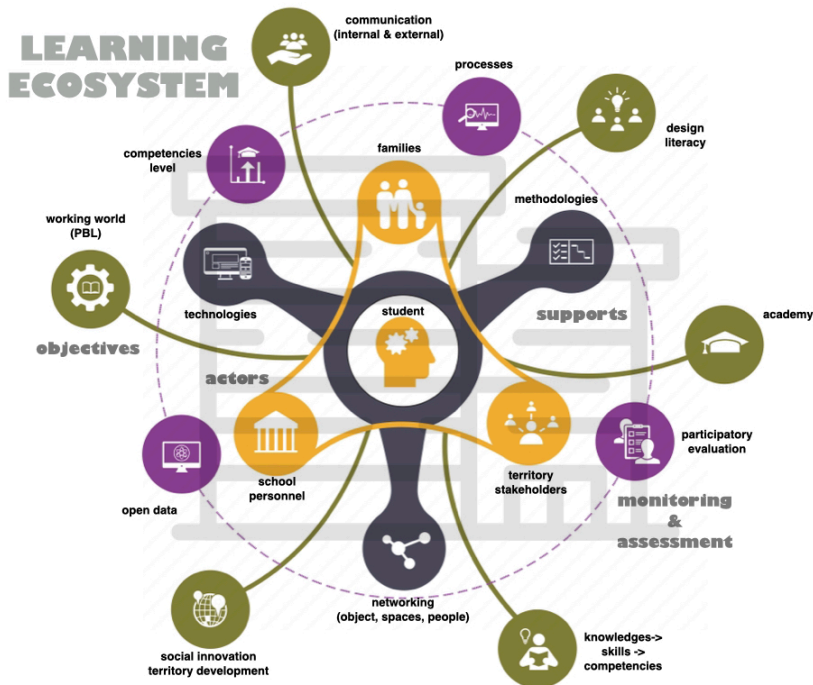 LEARNING
ECOSYSTEM
communication
(internal & external)
processes
design
literacy
families
competencies
level
methodologies
working world
(PBL)
technologies
student
supports
academy
objectives
actors
participatory
evaluation
school
personnel
territory
stakeholders
open data
monitoring
&
assessment
networking
(object, spaces, people)
social innovation
territory development
knowledges->
skills ->
competencies